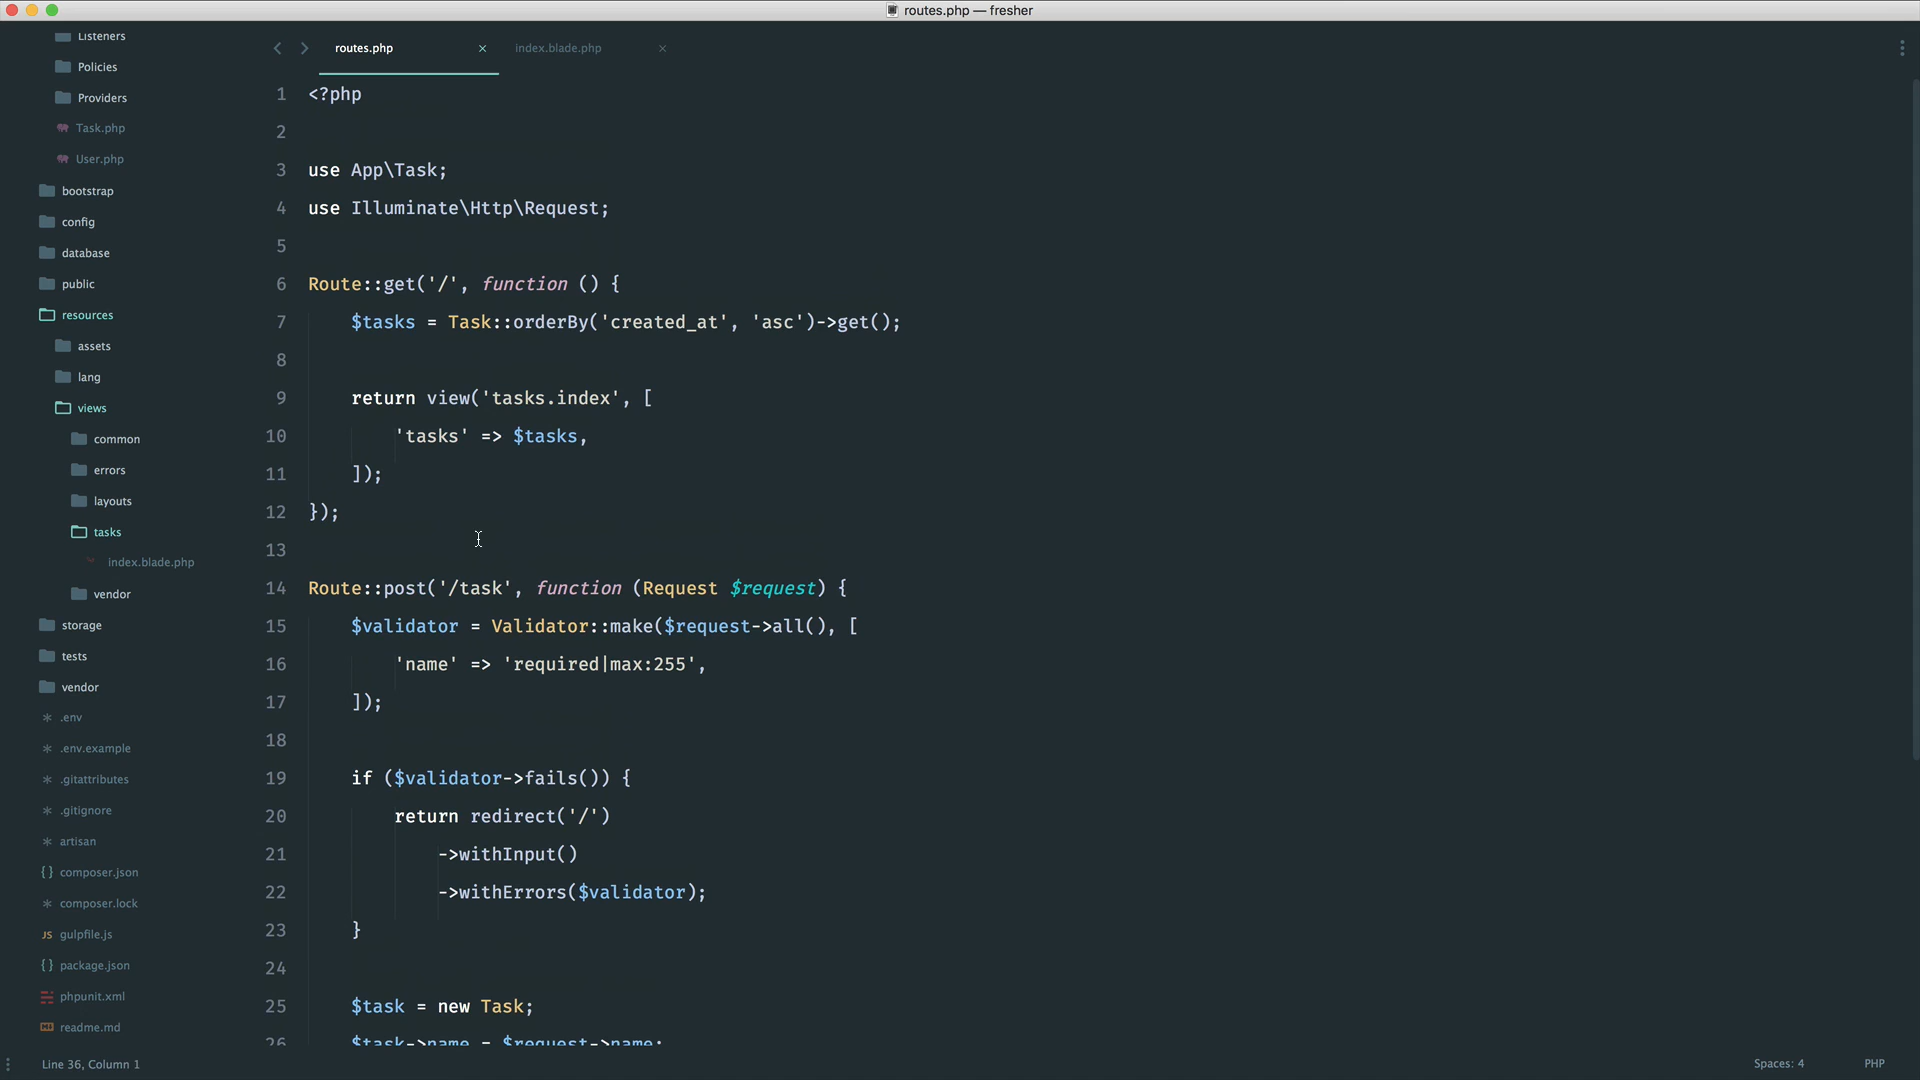 routes.php — fresher
Listeners
Policies
Providers
Task.php
User.php
bootstrap
config
database
public
resources
assets
lang
views
common
errors
layouts
tasks
index.blade.php
vendor
storage
tests
vendor
.env
.env.example
.gitattributes
.gitignore
artisan
{} composer.json
composer.lock
JS gulpfile.js
{} package.json
phpunit.xml
readme.md
routes.php × index.blade.php ×
1 <?php
2
3 use App\Task;
4 use Illuminate\Http\Request;
5
6 Route::get('/', function () {
7 $tasks = Task::orderBy('created_at', 'asc')->get();
8
9 return view('tasks.index', [
10 'tasks' => $tasks,
11 ]);
12 });
13
14 Route::post('/task', function (Request $request) {
15 $validator = Validator::make($request->all(), [
16 'name' => 'required|max:255',
17 ]);
18
19 if ($validator->fails()) {
20 return redirect('/')
21 ->withInput()
22 ->withErrors($validator);
23 }
24
25 $task = new Task;
26 $task->name = $request->name;
Line 36, Column 1
Spaces: 4 PHP